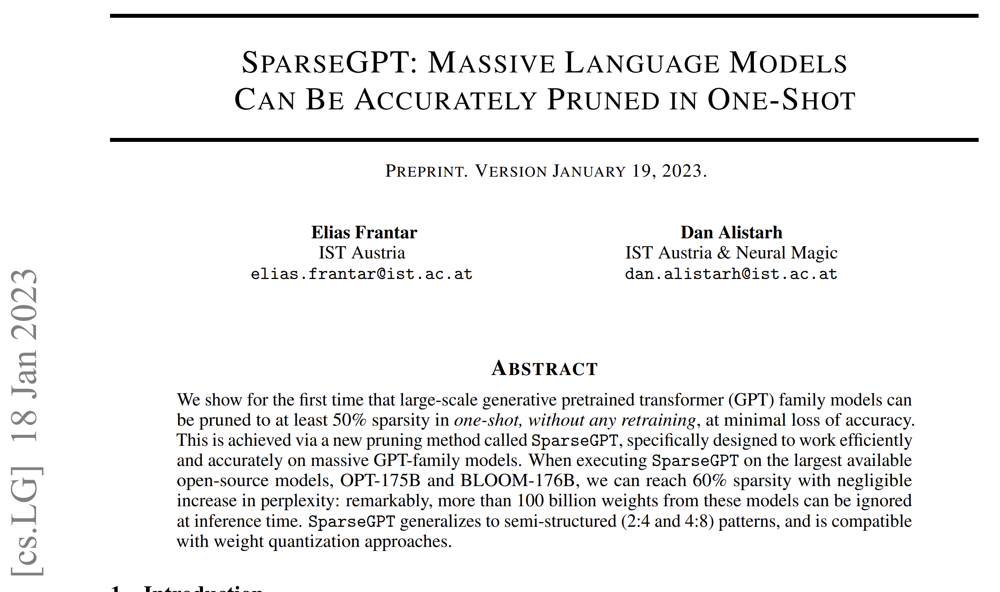 SPARSEGPT: MASSIVE LANGUAGE MODELS
CAN BE ACCURATELY PRUNED IN ONE-SHOT
PREPRINT. VERSION JANUARY 19, 2023.
Elias Frantar
IST Austria
elias.frantar@ist.ac.at
Dan Alistarh
IST Austria & Neural Magic
dan.alistarh@ist.ac.at
[cs.LG] 18 Jan 2023
ABSTRACT
We show for the first time that large-scale generative pretrained transformer (GPT) family models can
be pruned to at least 50% sparsity in one-shot, without any retraining, at minimal loss of accuracy.
This is achieved via a new pruning method called SparseGPT, specifically designed to work efficiently
and accurately on massive GPT-family models. When executing SparseGPT on the largest available
open-source models, OPT-175B and BLOOM-176B, we can reach 60% sparsity with negligible
increase in perplexity: remarkably, more than 100 billion weights from these models can be ignored
at inference time. SparseGPT generalizes to semi-structured (2:4 and 4:8) patterns, and is compatible
with weight quantization approaches.
1 Introduction